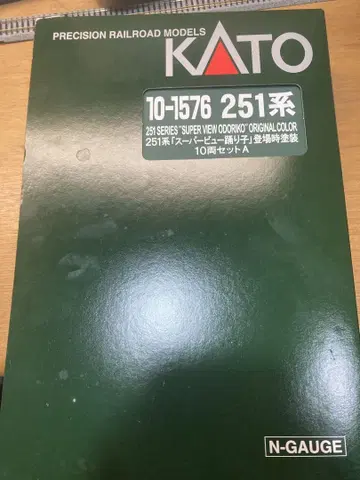 PRECISION RAILROAD MODELS
KATO
10-1576 251系
251 SERIES "SUPER VIEW ODORIKO" ORIGINAL COLOR
251系「スーパービュー踊り子」登場時塗装
10両セットA
N-GAUGE